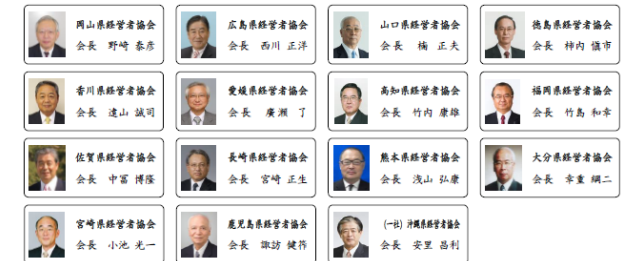 岡山県経営者協会
会長 野崎 泰彦
広島県経営者協会
会長 西川 正洋
山口県経営者協会
会長 楠 正夫
徳島県経営者協会
会長 柿内 愼市
香川県経営者協会
会長 遠山 誠司
愛媛県経営者協会
会長 廣瀬 了
高知県経営者協会
会長 竹内 康雄
福岡県経営者協会
会長 竹島 和幸
佐賀県経営者協会
会長 中冨 博隆
長崎県経営者協会
会長 宮崎 正生
熊本県経営者協会
会長 浅山 弘康
大分県経営者協会
会長 幸重 綱二
宮崎県経営者協会
会長 小池 光一
鹿児島県経営者協会
会長 諏訪 健筰
(一社) 沖縄県経営者協会
会長 安里 昌利